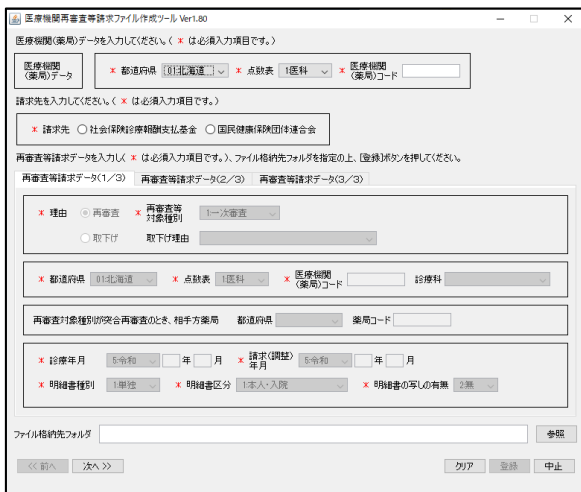 医療機関再審査等請求ファイル作成ツール Ver1.80
医療機関(薬局)データを入力してください。( * は必須入力項目です。)
医療機関
(薬局)データ
* 都道府県 01:北海道 * 点数表 1:医科 * 医療機関
(薬局)コード
請求先を入力してください。( * は必須入力項目です。)
* 請求先 社会保険診療報酬支払基金 国民健康保険団体連合会
再審査等請求データを入力し( * は必須入力項目です。)、ファイル格納先フォルダを指定の上、[登録]ボタンを押してください。
再審査等請求データ(1/3) 再審査等請求データ(2/3) 再審査等請求データ(3/3)
* 理由 再審査 * 再審査等
対象種別 1:一次審査
取下げ 取下げ理由
* 都道府県 01:北海道 * 点数表 1:医科 * 医療機関
(薬局)コード 診療科
再審査対象種別が突合再審査のとき、相手方薬局 都道府県 薬局コード
* 診療年月 5:令和 年 月 * 請求(調整)
年月 5:令和 年 月
* 明細書種別 1:単独 * 明細書区分 1:本人・入院 * 明細書の写しの有無 2:無
ファイル格納先フォルダ 参照
<< 前へ 次へ >> クリア 登録 中止